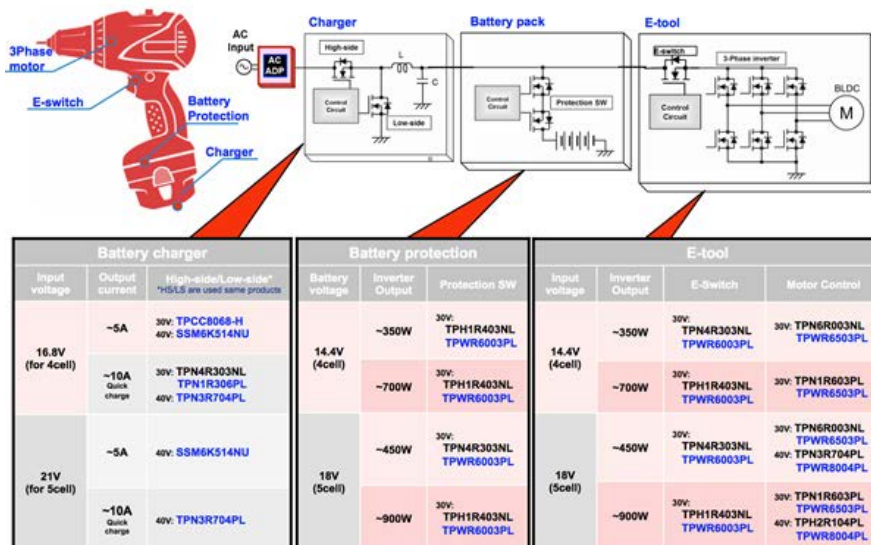 3Phase
motor
E-switch
Battery
Protection
Charger
AC
Input
AC
ADP
Charger
High-side
L
C
Control
Circuit
Low-side
Battery pack
Control
Circuit
Protection SW
E-tool
E-switch
3-Phase inverter
Control
Circuit
BLDC
M
Battery charger
Input
voltage
Output
current
High-side/Low-side*
*HS/LS are used same products
16.8V
(for 4cell)
~5A
30V: TPCC8068-H
40V: SSM6K514NU
~10A
Quick
charge
30V: TPN4R303NL
TPN1R306PL
40V: TPN3R704PL
21V
(for 5cell)
~5A
40V: SSM6K514NU
~10A
Quick
charge
40V: TPN3R704PL
Battery protection
Battery
voltage
Inverter
Output
Protection SW
14.4V
(4cell)
~350W
30V:
TPH1R403NL
TPWR6003PL
~700W
30V:
TPH1R403NL
TPWR6003PL
18V
(5cell)
~450W
30V:
TPN4R303NL
TPWR6003PL
~900W
30V:
TPH1R403NL
TPWR6003PL
E-tool
Input
voltage
Inverter
Output
E-Switch
Motor Control
14.4V
(4cell)
~350W
30V:
TPN4R303NL
TPWR6003PL
30V: TPN6R003NL
TPWR6503PL
~700W
30V:
TPH1R403NL
TPWR6003PL
30V: TPN1R603PL
TPWR6503PL
18V
(5cell)
~450W
30V:
TPN4R303NL
TPWR6003PL
30V: TPN6R003NL
TPWR6503PL
40V: TPN3R704PL
TPWR8004PL
~900W
30V:
TPH1R403NL
TPWR6003PL
30V: TPN1R603PL
TPWR6503PL
40V: TPH2R104PL
TPWR8004PL